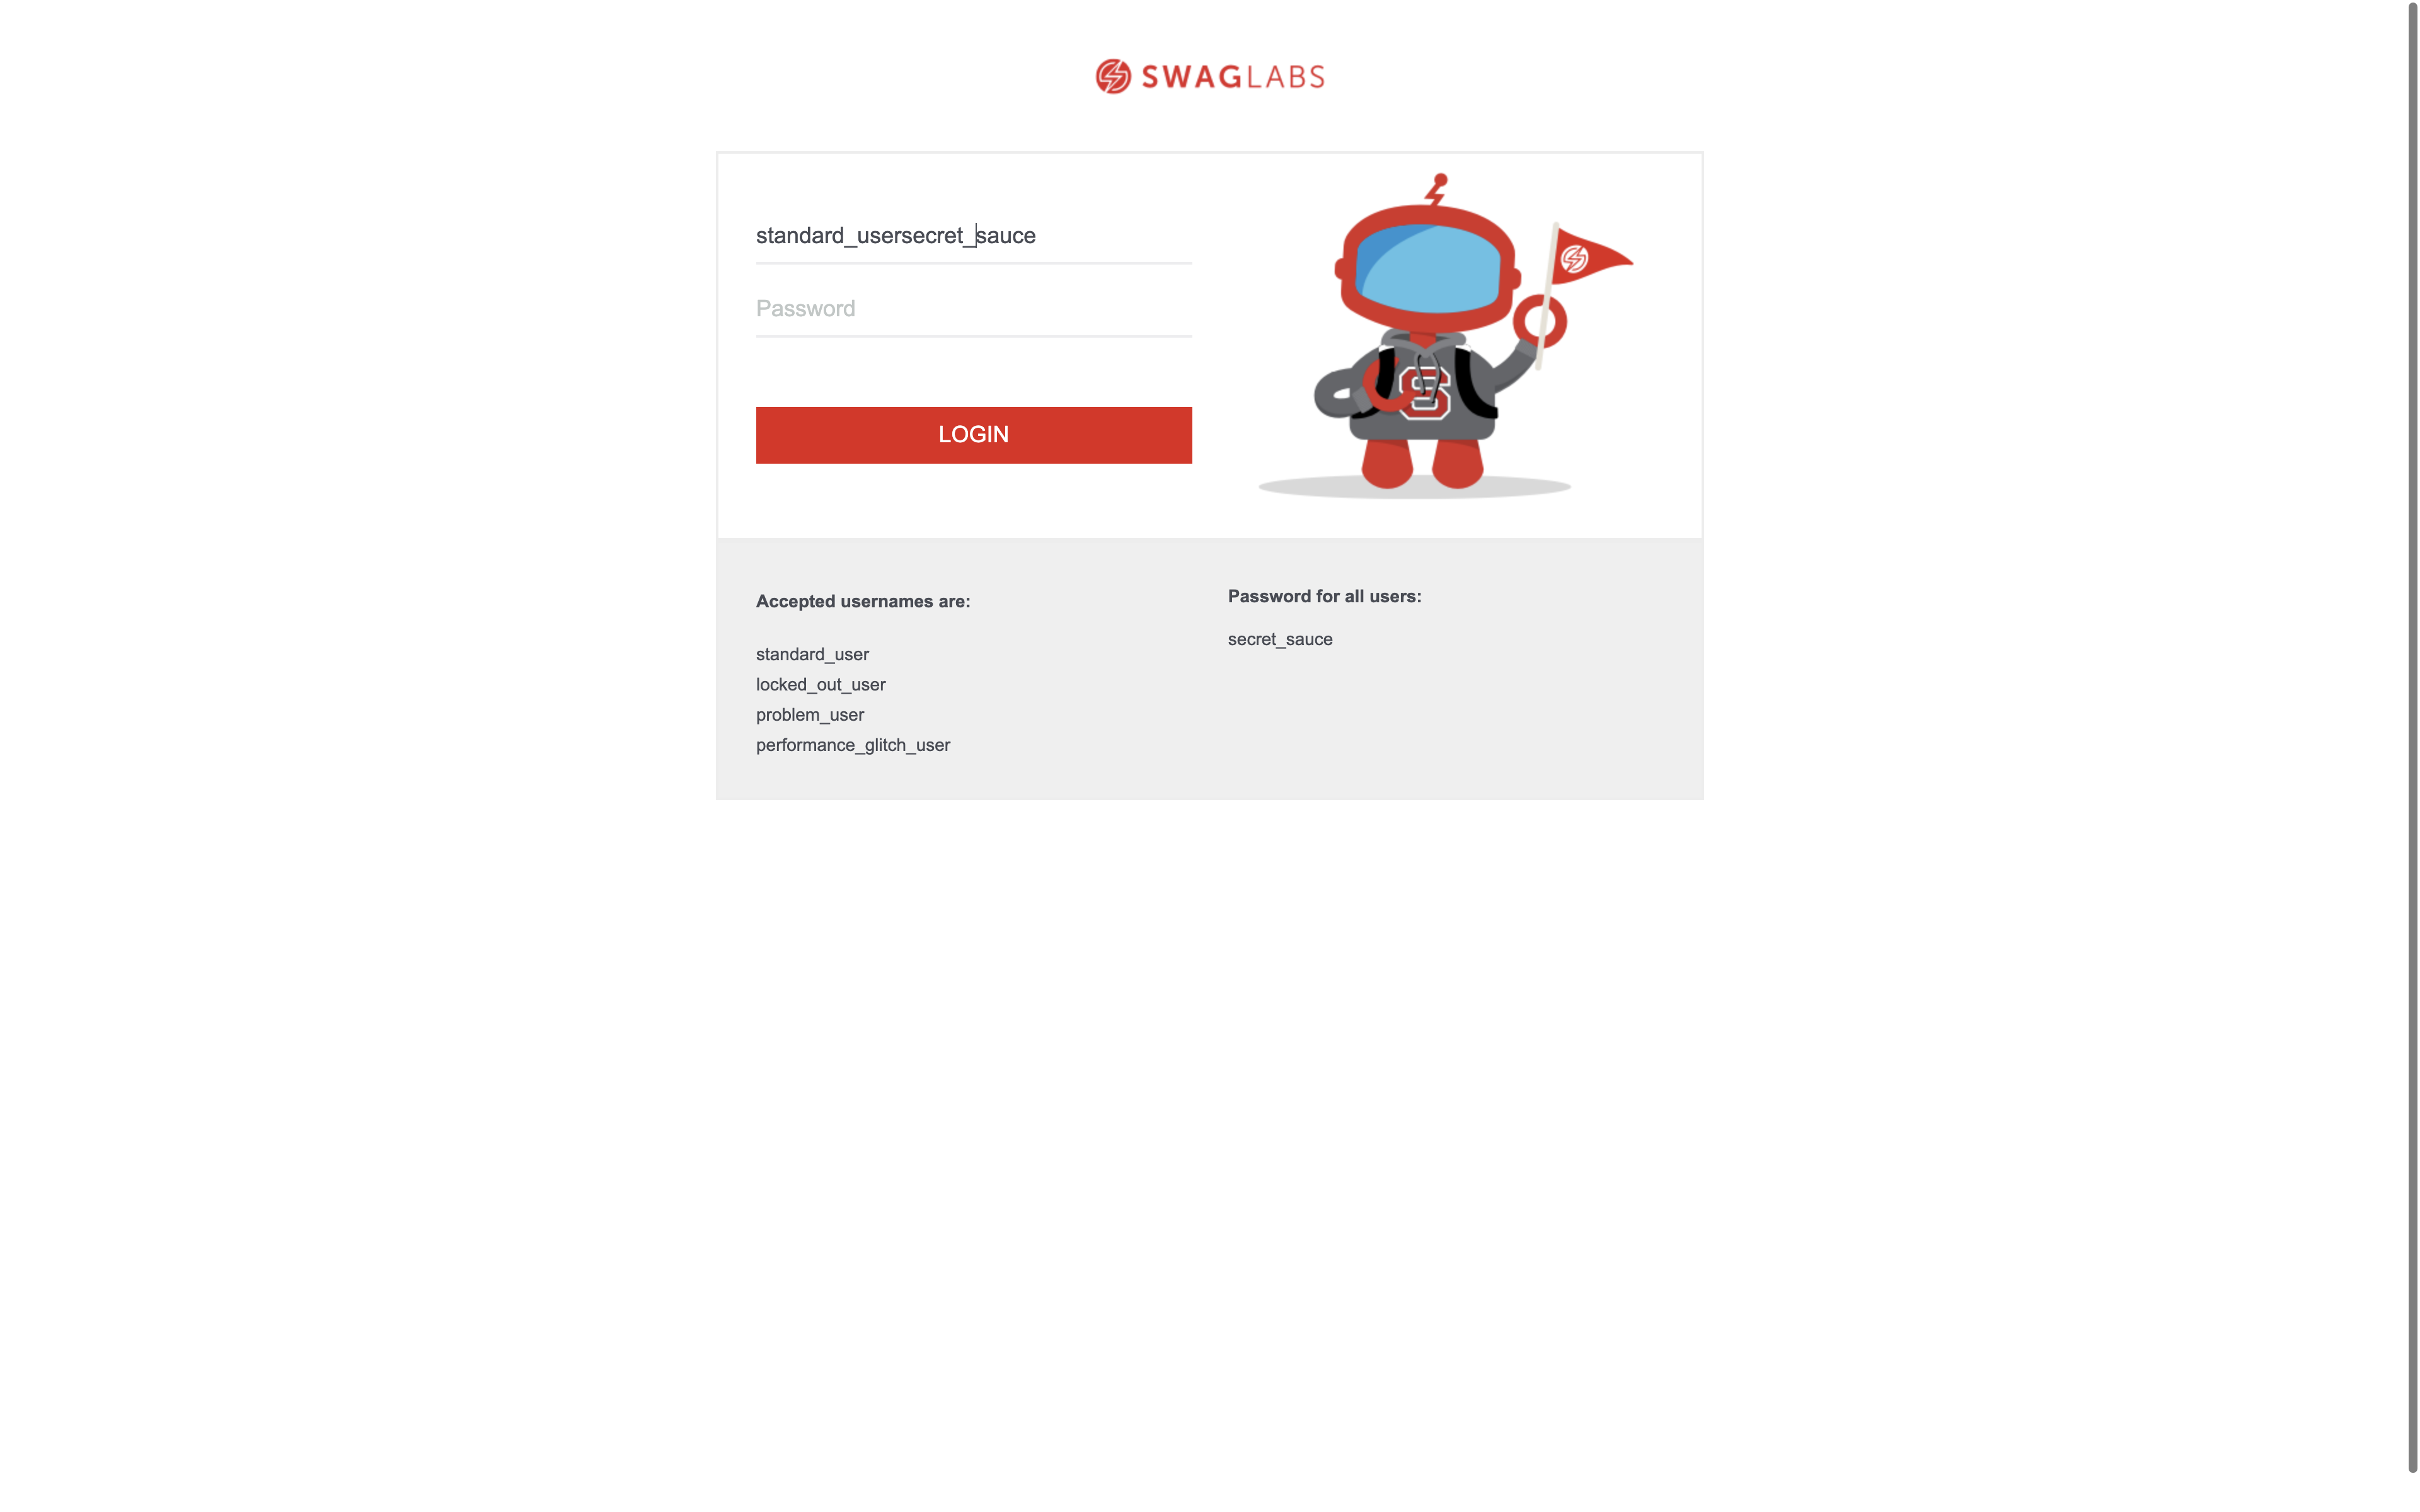 SWAGLABS
standard_usersecret_sauce
Password
LOGIN
S
Accepted usernames are:
standard_user
locked_out_user
problem_user
performance_glitch_user
Password for all users:
secret_sauce